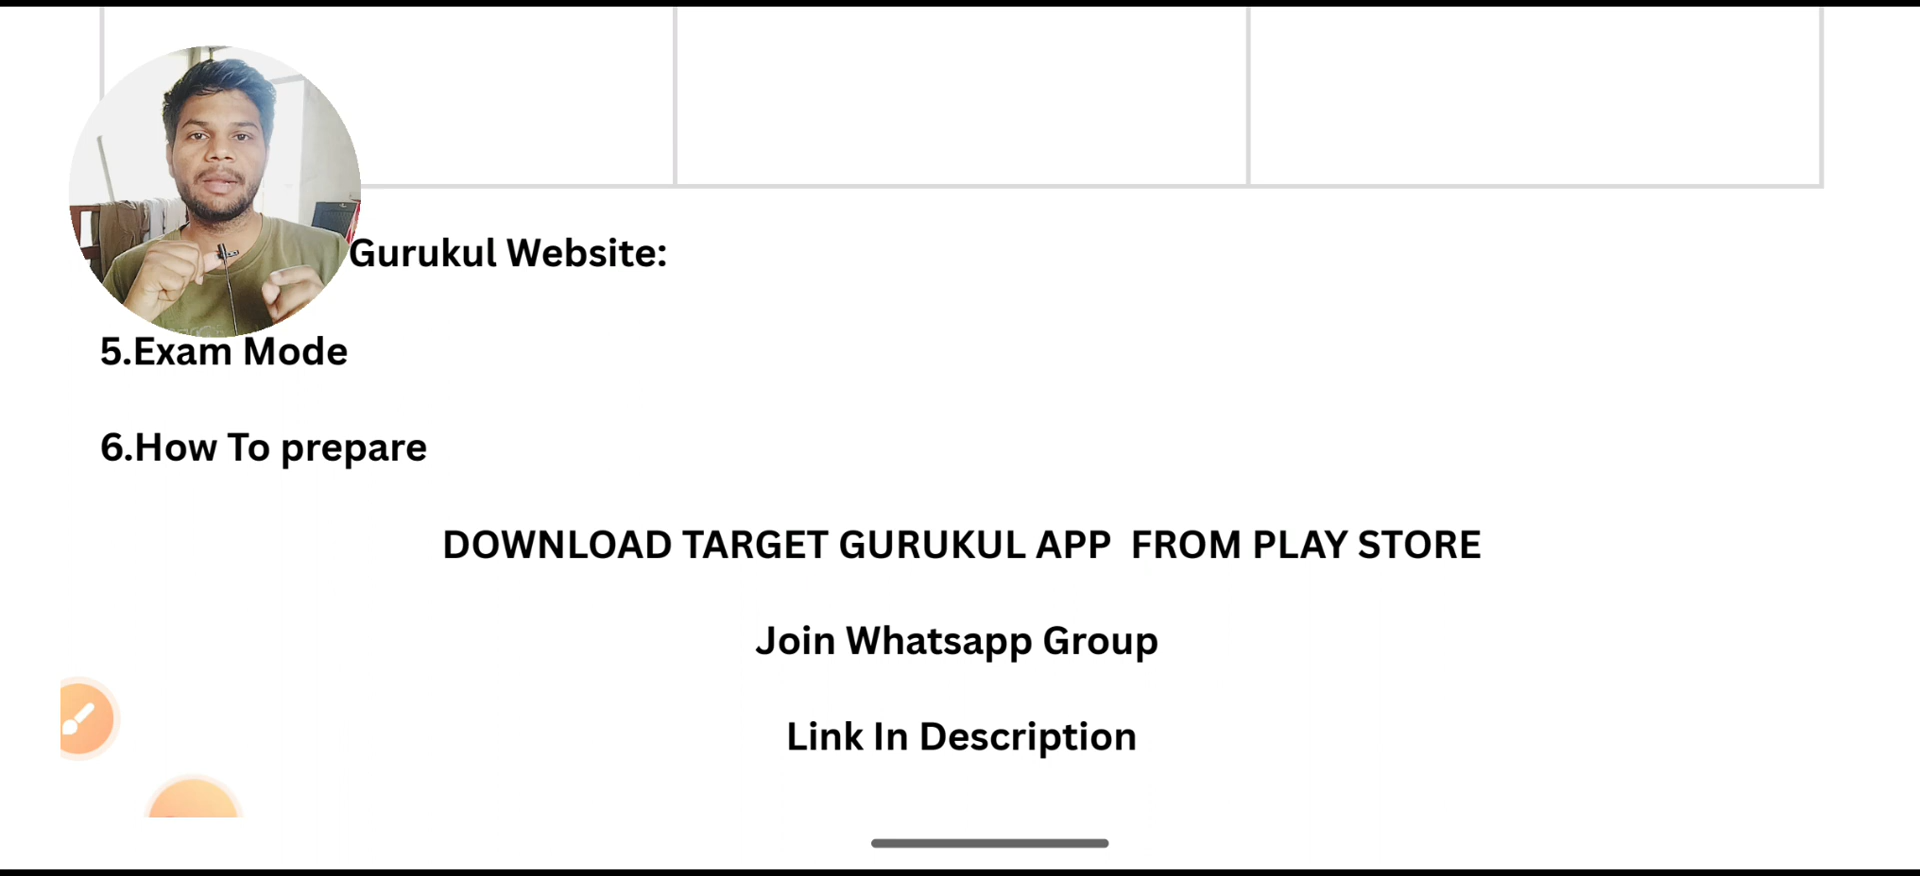 Gurukul Website:
5.Exam Mode
6.How To prepare
DOWNLOAD TARGET GURUKUL APP FROM PLAY STORE
Join Whatsapp Group
Link In Description